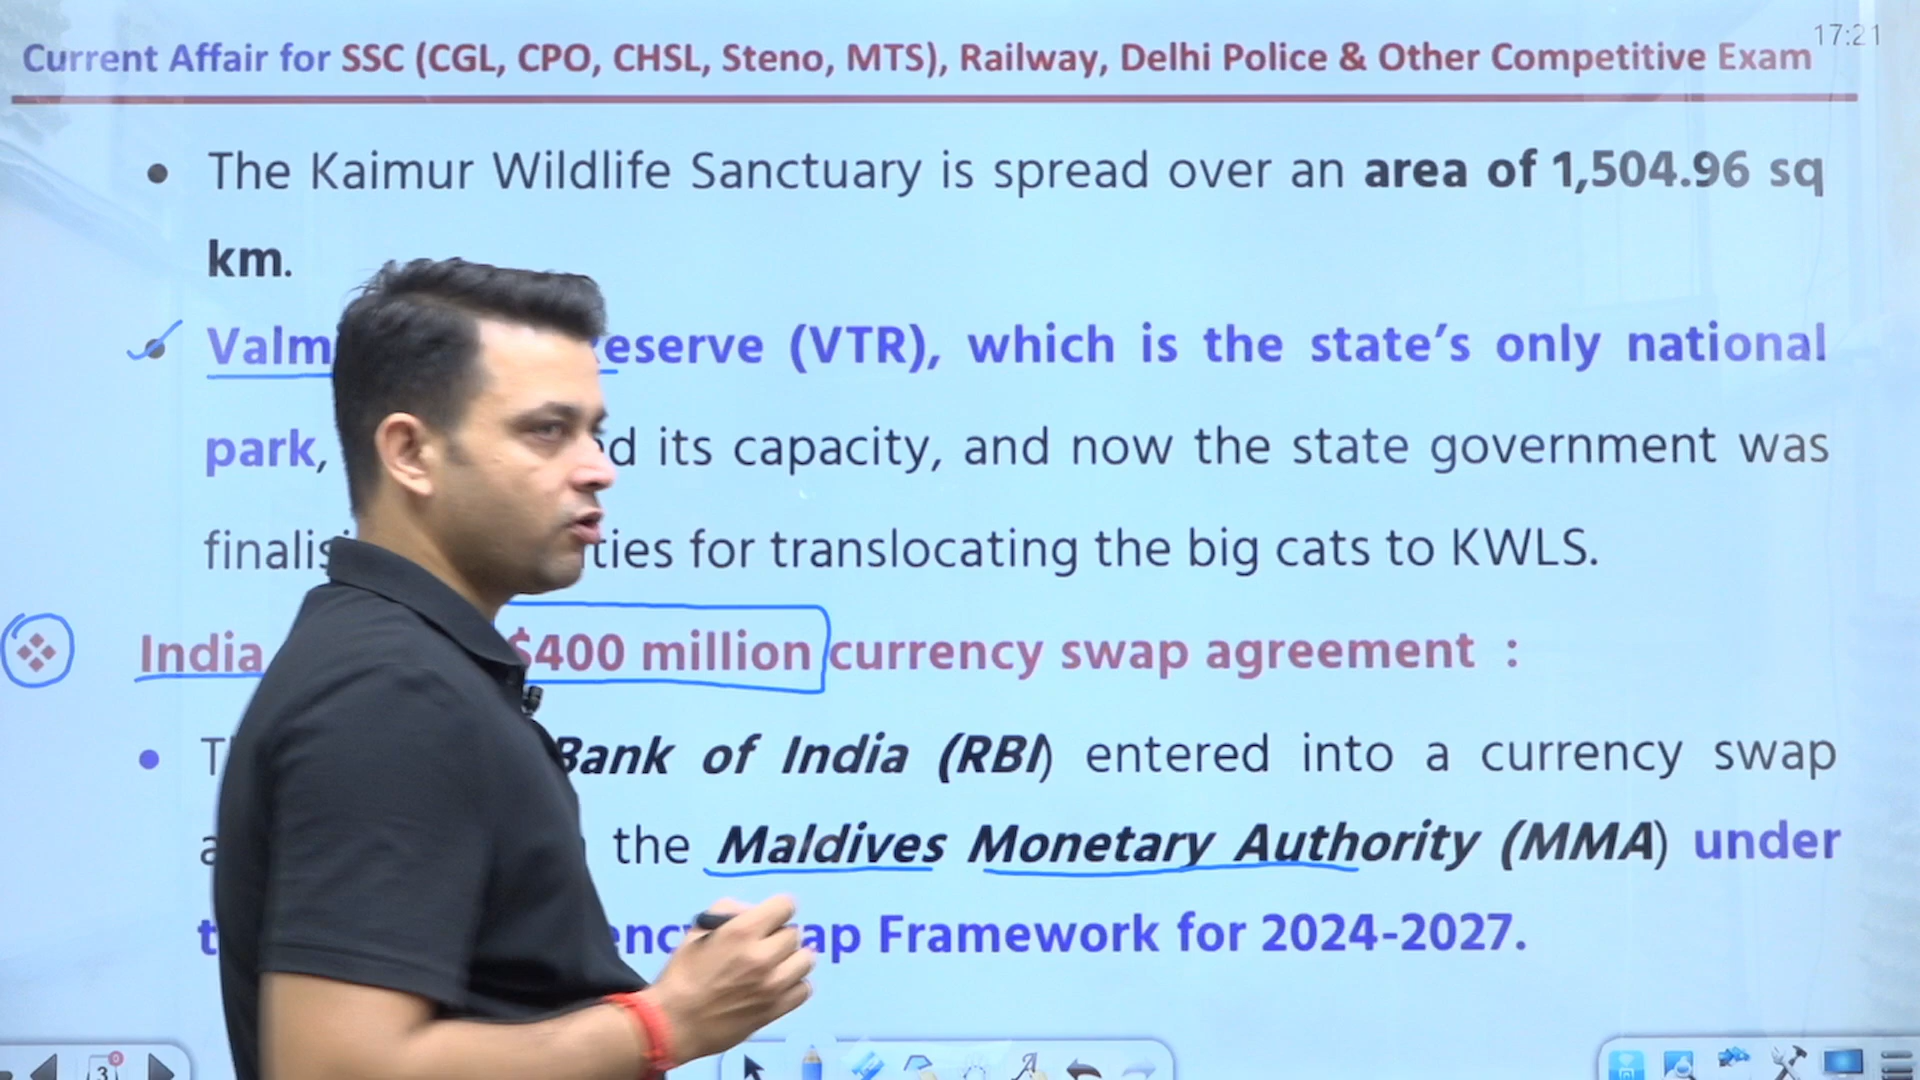 Current Affair for SSC (CGL, CPO, CHSL, Steno, MTS), Railway, Delhi Police & Other Competitive Exam
17:21
• The Kaimur Wildlife Sanctuary is spread over an area of 1,504.96 sq
km.
• (VTR), which is the state’s only national
park, its capacity, and now the state government was
for translocating the big cats to KWLS.
India $400 million currency swap agreement :
• Bank of India (RBI) entered into a currency swap
the Maldives Monetary Authority (MMA) under
Framework for 2024-2027.
3
0